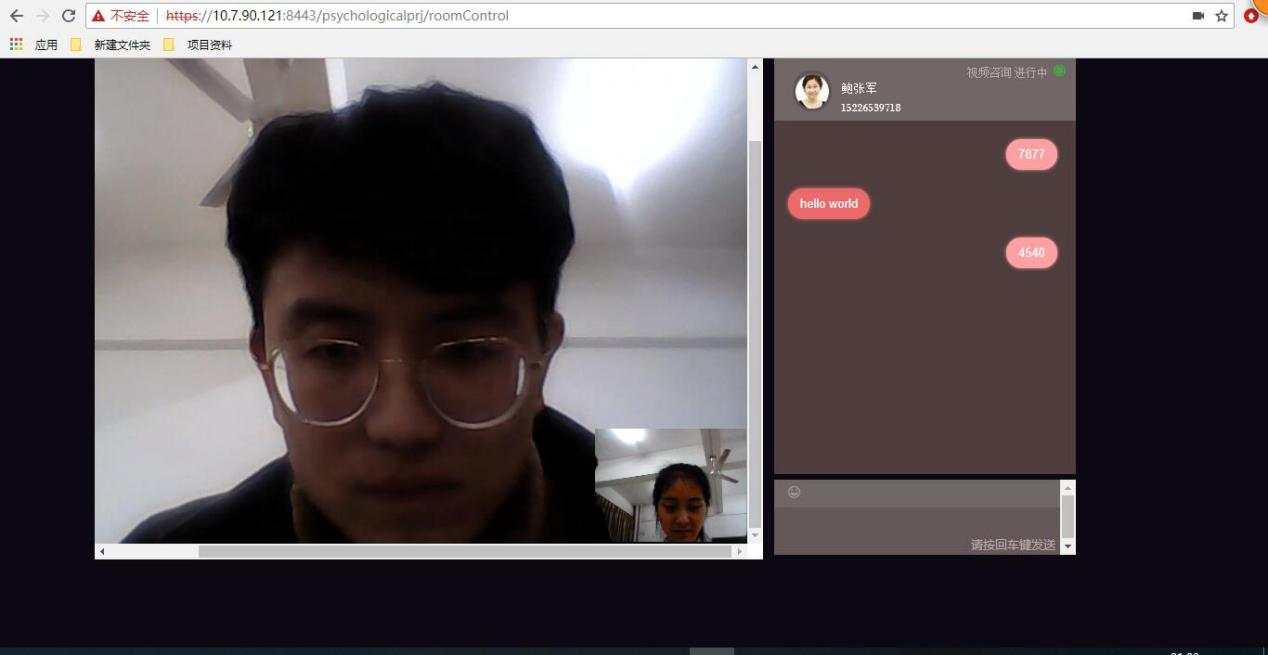 不安全 https://10.7.90.121:8443/psychologicalprj/roomControl
应用 新建文件夹 项目资料
视频咨询 进行中
鲍张军
15226539718
7877
hello world
4540
请按回车键发送